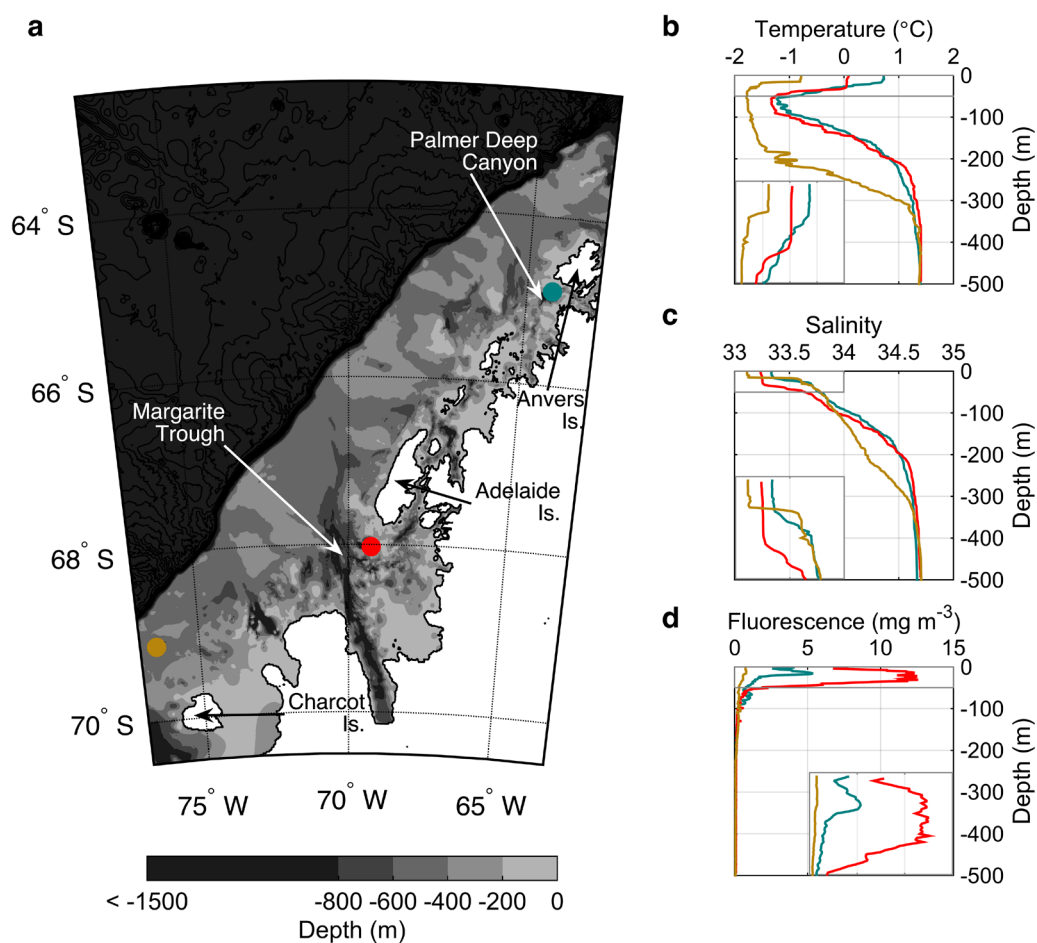 a
Palmer Deep
Canyon
64° S
66° S
Margarite
Trough
Anvers
Is.
Adelaide
Is.
68° S
Charcot
Is.
70° S
75° W
70° W
65° W
< -1500
-800
-600
-400
-200
0
Depth (m)
b
Temperature (°C)
-2
-1
0
1
2
0
-100
-200
-300
-400
-500
Depth (m)
c
Salinity
33
33.5
34
34.5
35
0
-100
-200
-300
-400
-500
Depth (m)
d
Fluorescence (mg m⁻³)
0
5
10
15
0
-100
-200
-300
-400
-500
Depth (m)